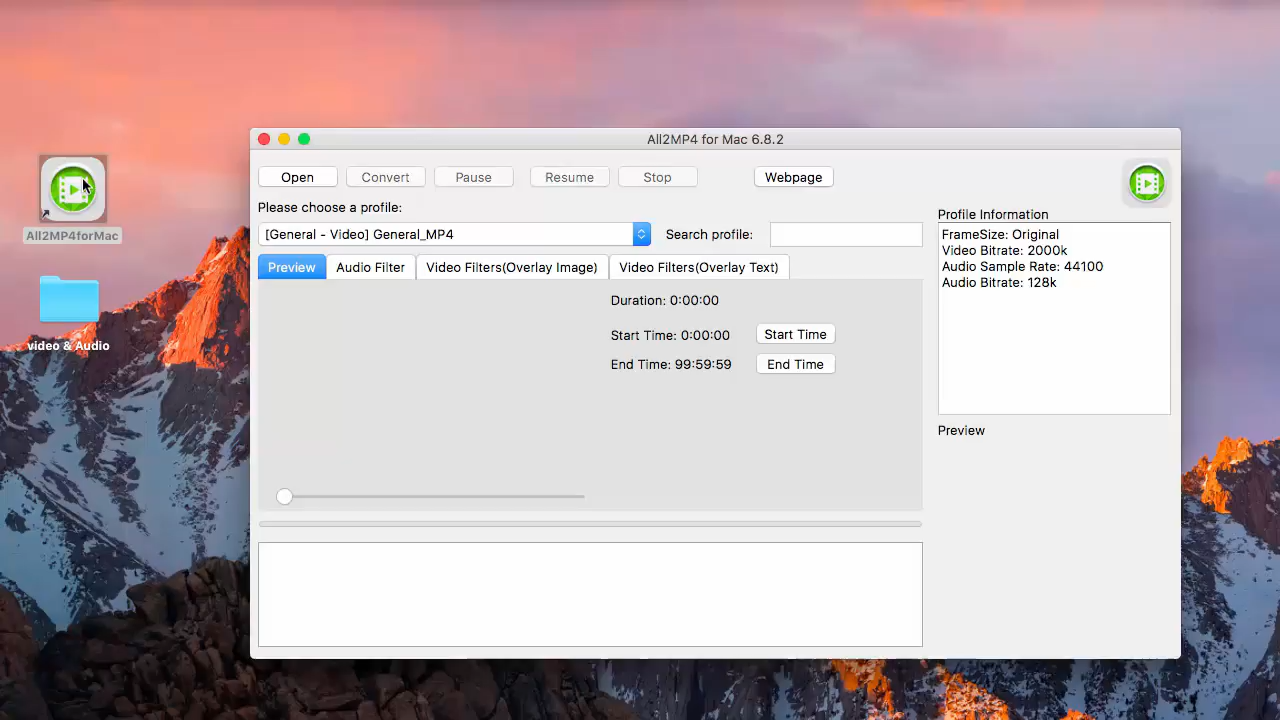 All2MP4 for Mac 6.8.2
Open Convert Pause Resume Stop Webpage
Please choose a profile:
[General - Video] General_MP4 Search profile:
Preview Audio Filter Video Filters(Overlay Image) Video Filters(Overlay Text)
Duration: 0:00:00
Start Time: 0:00:00 Start Time
End Time: 99:59:59 End Time
Profile Information
FrameSize: Original
Video Bitrate: 2000k
Audio Sample Rate: 44100
Audio Bitrate: 128k
Preview
All2MP4forMac
video & Audio